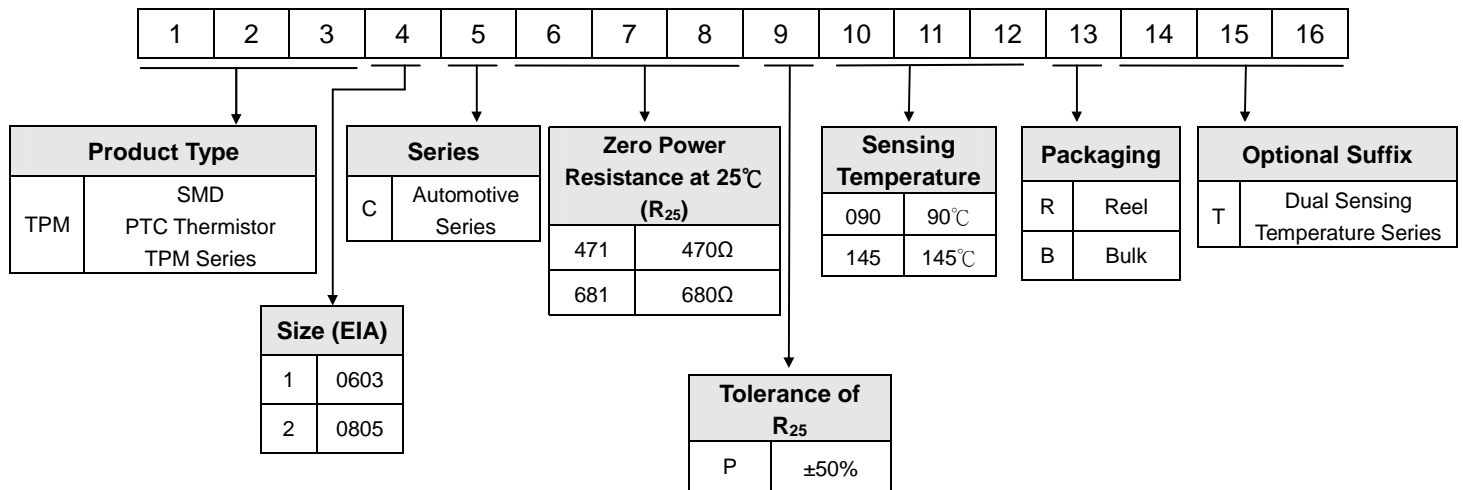 1 2 3 4 5 6 7 8 9 10 11 12 13 14 15 16
Product Type
TPM
SMD
PTC Thermistor
TPM Series
Size (EIA)
1 0603
2 0805
Series
C
Automotive
Series
Zero Power
Resistance at 25℃
(R25)
471 470Ω
681 680Ω
Tolerance of
R25
P ±50%
Sensing
Temperature
090 90℃
145 145℃
Packaging
R Reel
B Bulk
Optional Suffix
T
Dual Sensing
Temperature Series